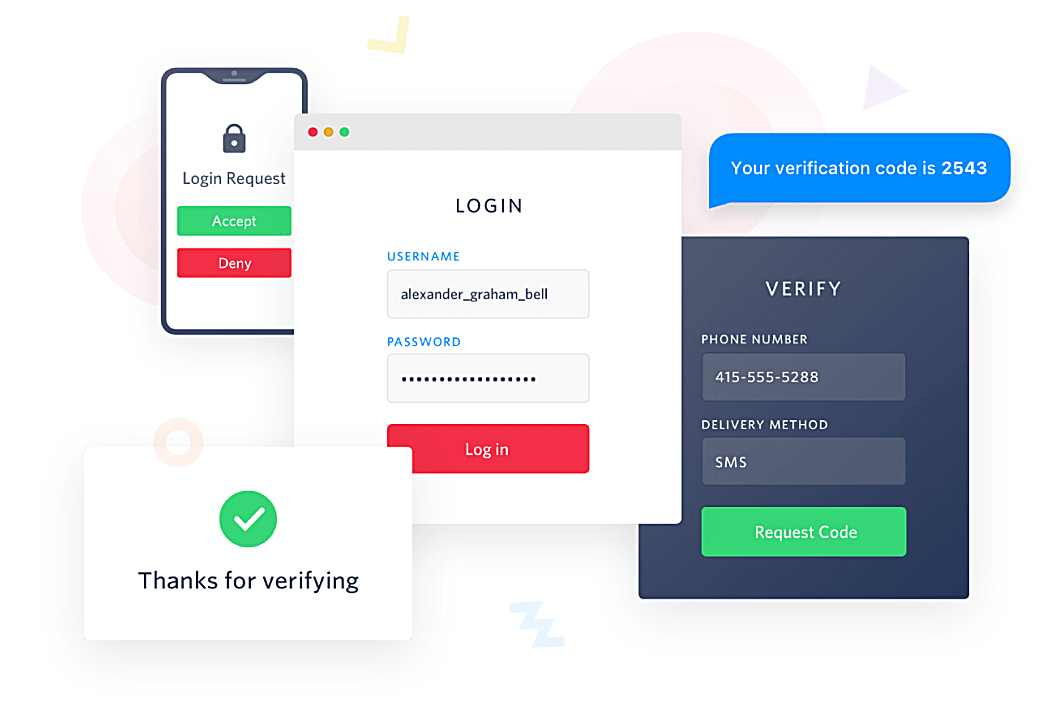 Login Request
Accept
Deny
LOGIN
USERNAME
alexander_graham_bell
PASSWORD
••••••••••••••••••
Log in
Your verification code is 2543
VERIFY
PHONE NUMBER
415-555-5288
DELIVERY METHOD
SMS
Request Code
Thanks for verifying